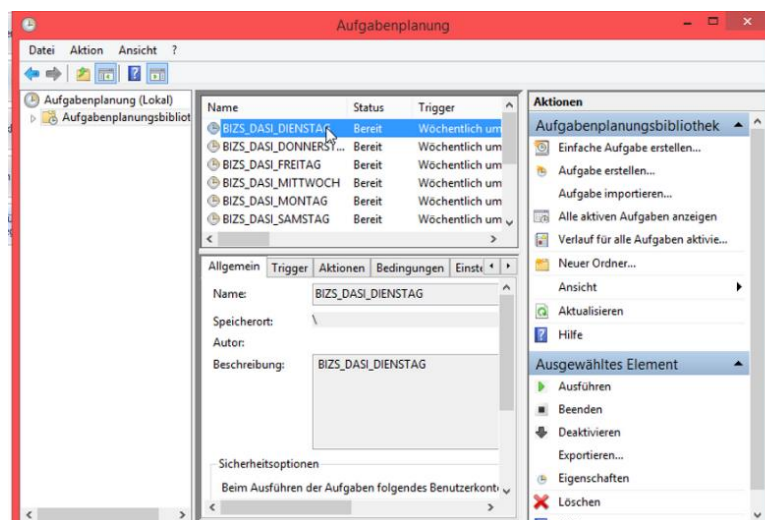 Aufgabenplanung
Datei Aktion Ansicht ?
Aufgabenplanung (Lokal)
Aufgabenplanungsbibliot
Name Status Trigger
BIZS_DASI_DIENSTAG Bereit Wöchentlich um
BIZS_DASI_DONNERST... Bereit Wöchentlich um
BIZS_DASI_FREITAG Bereit Wöchentlich um
BIZS_DASI_MITTWOCH Bereit Wöchentlich um
BIZS_DASI_MONTAG Bereit Wöchentlich um
BIZS_DASI_SAMSTAG Bereit Wöchentlich um
Allgemein Trigger Aktionen Bedingungen Einste
Name: BIZS_DASI_DIENSTAG
Speicherort: \
Autor:
Beschreibung: BIZS_DASI_DIENSTAG
Sicherheitsoptionen
Beim Ausführen der Aufgaben folgendes Benutzerkont
Aktionen
Aufgabenplanungsbibliothek
Einfache Aufgabe erstellen...
Aufgabe erstellen...
Aufgabe importieren...
Alle aktiven Aufgaben anzeigen
Verlauf für alle Aufgaben aktivie...
Neuer Ordner...
Ansicht
Aktualisieren
Hilfe
Ausgewähltes Element
Ausführen
Beenden
Deaktivieren
Exportieren...
Eigenschaften
Löschen